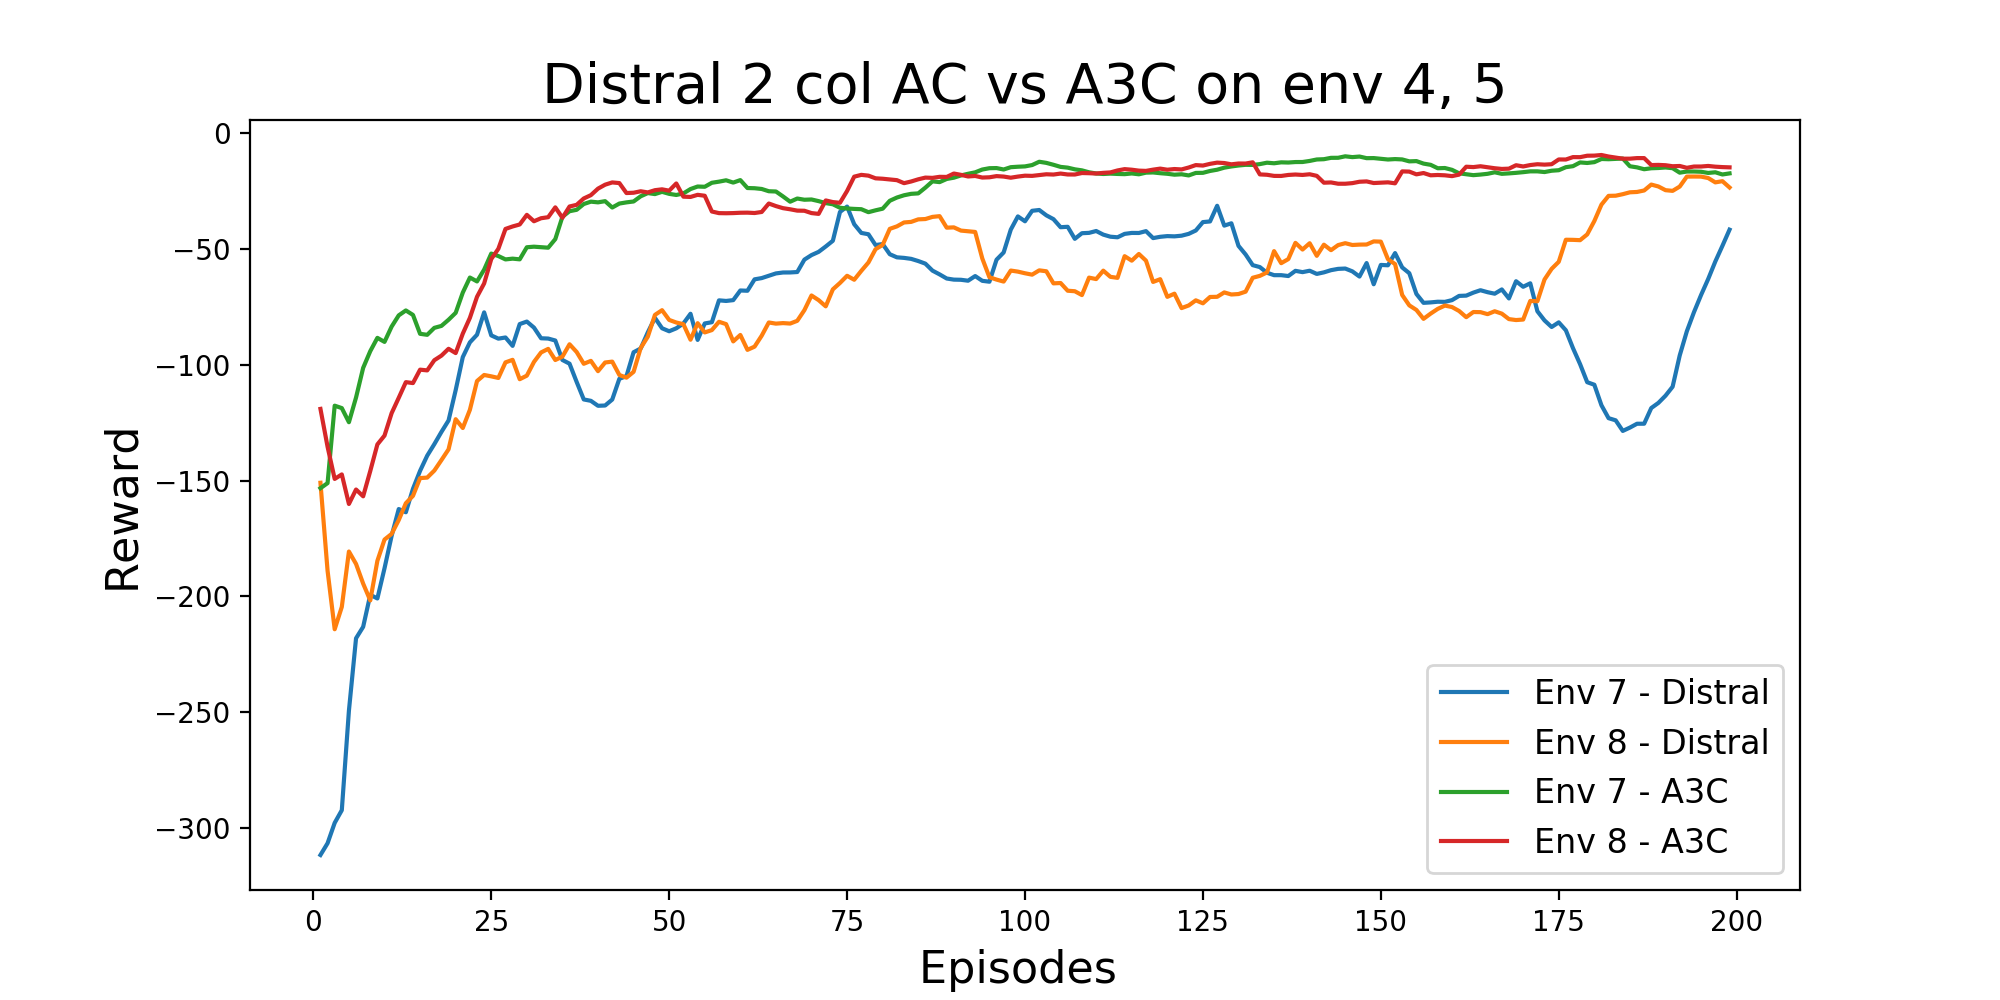 Distral 2 col AC vs A3C on env 4, 5
0
−50
−100
−150
−200
−250
−300
Reward
0 25 50 75 100 125 150 175 200
Episodes
Env 7 - Distral
Env 8 - Distral
Env 7 - A3C
Env 8 - A3C